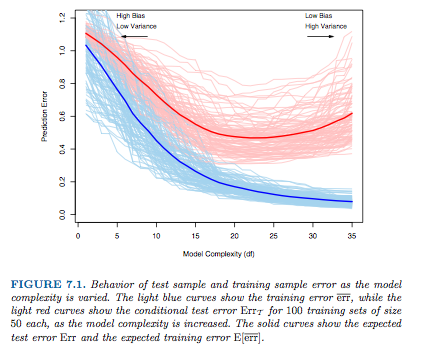 High Bias
Low Variance
Low Bias
High Variance
Prediction Error
1.2
1.0
0.8
0.6
0.4
0.2
0.0
0 5 10 15 20 25 30 35
Model Complexity (df)
FIGURE 7.1. Behavior of test sample and training sample error as the model
complexity is varied. The light blue curves show the training error err, while the
light red curves show the conditional test error Err_T for 100 training sets of size
50 each, as the model complexity is increased. The solid curves show the expected
test error Err and the expected training error E[err].